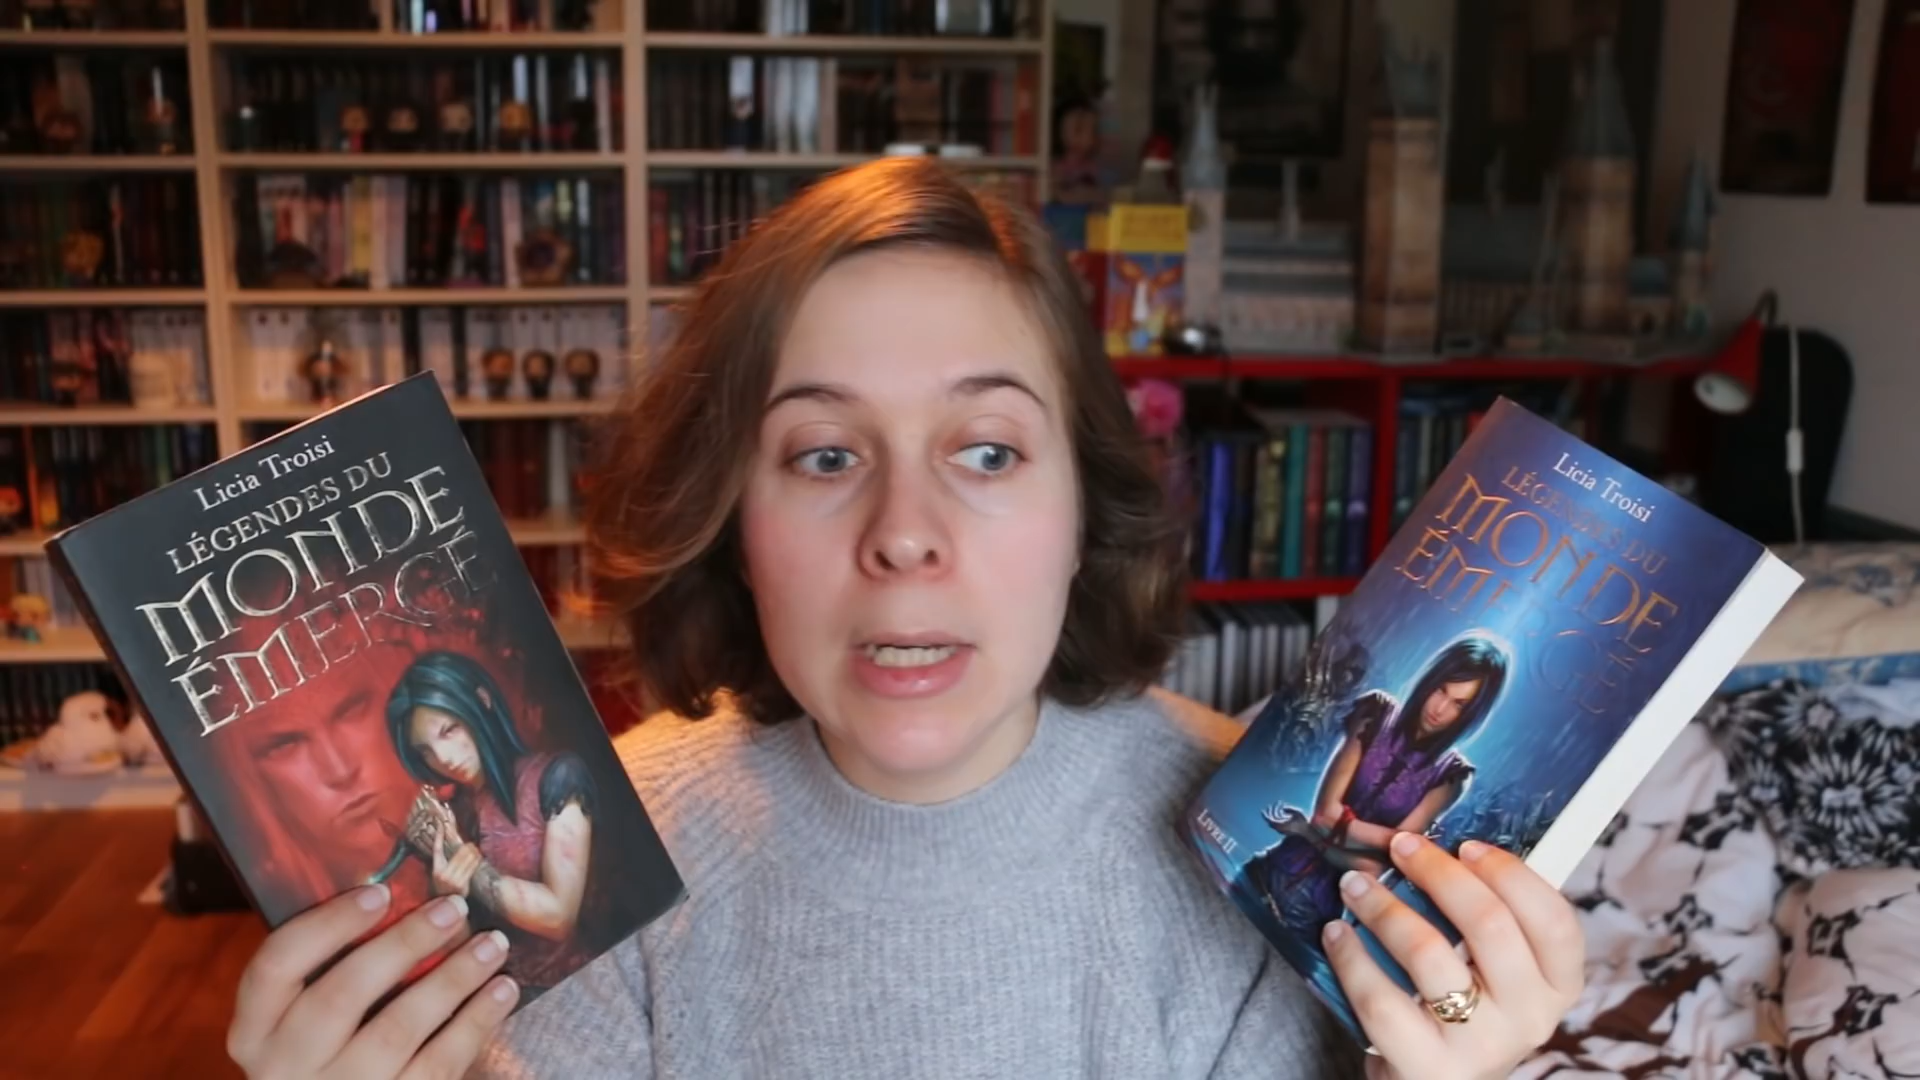 Licia Troisi
LÉGENDES DU
MONDE
ÉMERGÉ
Licia Troisi
LÉGENDES DU
MONDE
ÉMERGÉ
LIVRE II